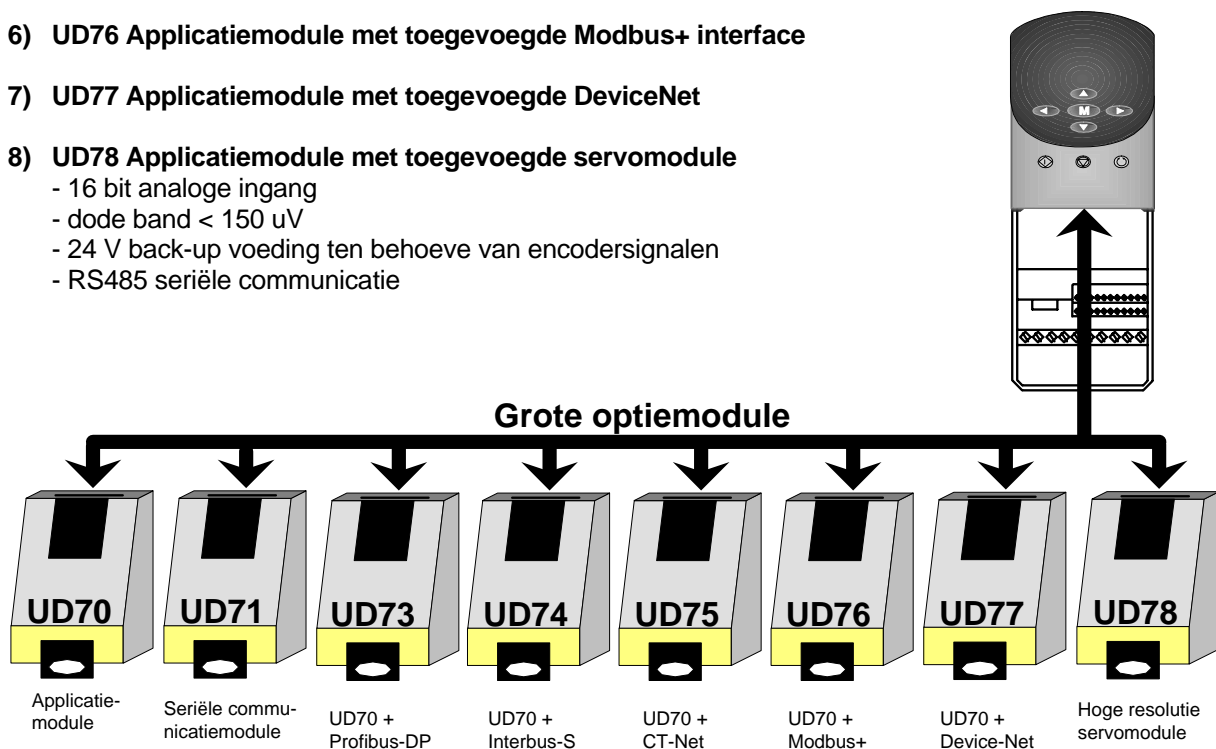 6) UD76 Applicatiemodule met toegevoegde Modbus+ interface
7) UD77 Applicatiemodule met toegevoegde DeviceNet
8) UD78 Applicatiemodule met toegevoegde servomodule
- 16 bit analoge ingang
- dode band < 150 uV
- 24 V back-up voeding ten behoeve van encodersignalen
- RS485 seriële communicatie
M
Grote optiemodule
UD70
UD71
UD73
UD74
UD75
UD76
UD77
UD78
Applicatie-
module
Seriële commu-
nicatiemodule
UD70 +
Profibus-DP
UD70 +
Interbus-S
UD70 +
CT-Net
UD70 +
Modbus+
UD70 +
Device-Net
Hoge resolutie
servomodule